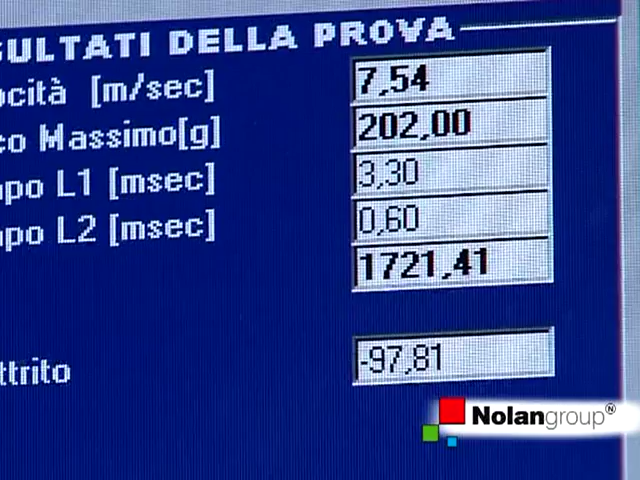 SULTATI DELLA PROVA
ocità [m/sec] 7,54
co Massimo[g] 202,00
mpo L1 [msec] 3,30
mpo L2 [msec] 0,60
1721,41
ttrito -97,81
Nolangroup N